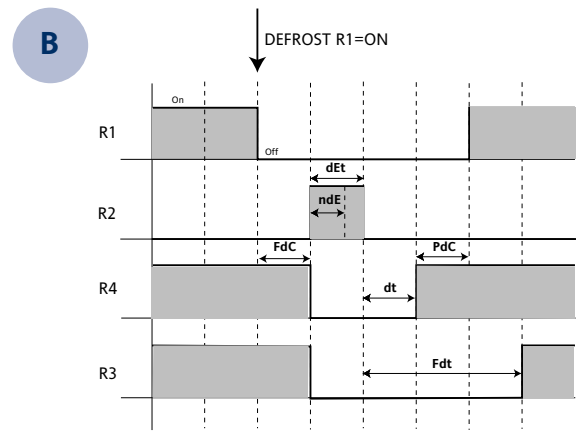 B
DEFROST R1=ON
On
R1
Off
dEt
ndE
R2
FdC
PdC
dt
R4
Fdt
R3